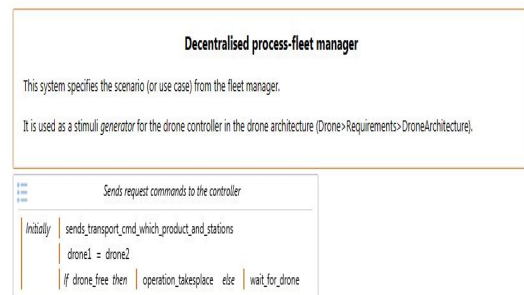 Decentralised process-fleet manager
This system specifies the scenario (or use case) from the fleet manager.
It is used as a stimuli generator for the drone controller in the drone architecture (Drone>Requirements>DroneArchitecture).
Sends request commands to the controller
Initially sends_transport_cmd_which_product_and_stations
drone1 = drone2
If drone_free then operation_takesplace else wait_for_drone